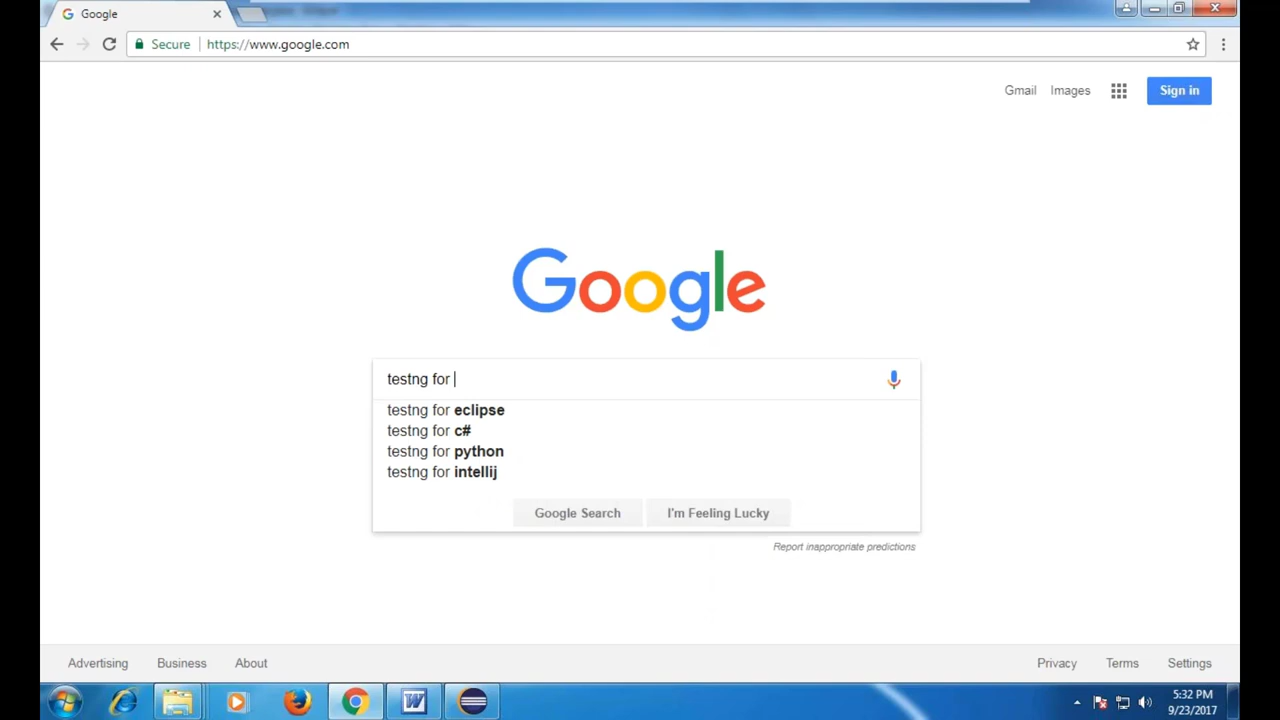 Google
Secure
https://www.google.com
Gmail
Images
Sign in
Google
testng for
testng for eclipse
testng for c#
testng for python
testng for intellij
Google Search
I'm Feeling Lucky
Report inappropriate predictions
Advertising
Business
About
Privacy
Terms
Settings
5:32 PM
9/23/2017